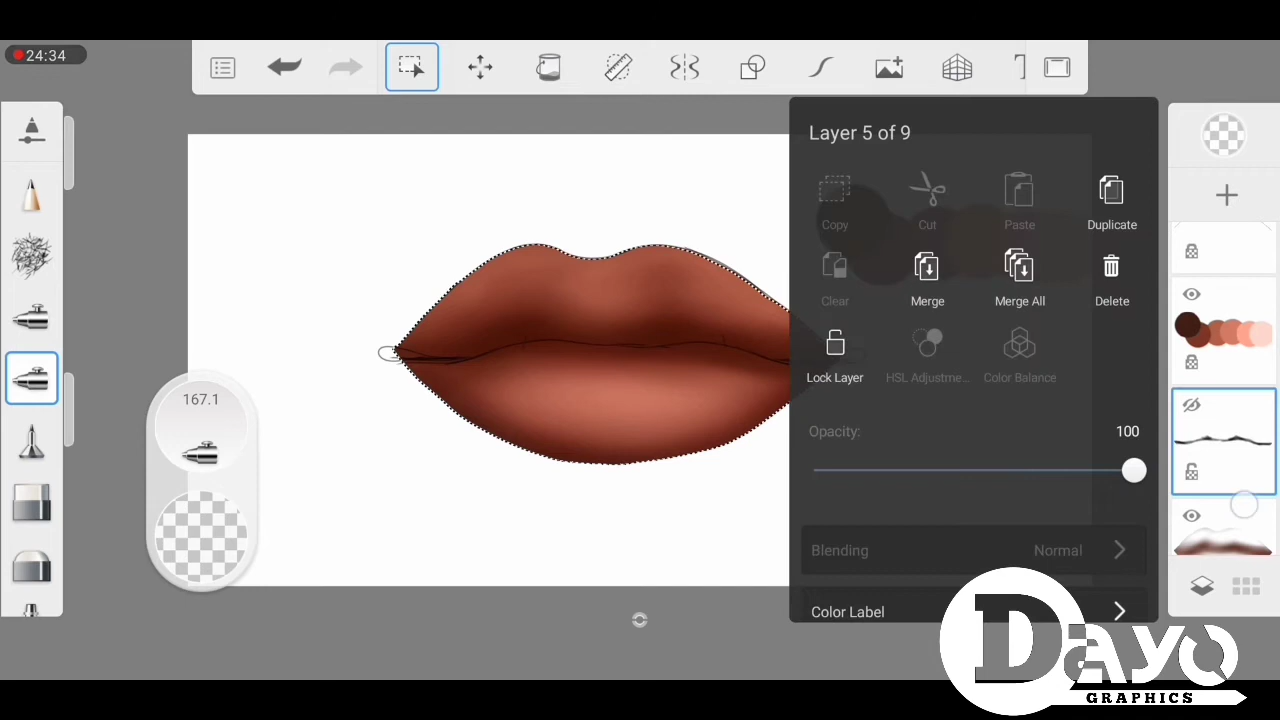 24:34
Layer 5 of 9
Copy
Cut
Paste
Duplicate
Clear
Merge
Merge All
Delete
Lock Layer
HSL Adjustme...
Color Balance
Opacity:
100
Blending
Normal
Color Label
167.1
Dayo
GRAPHICS